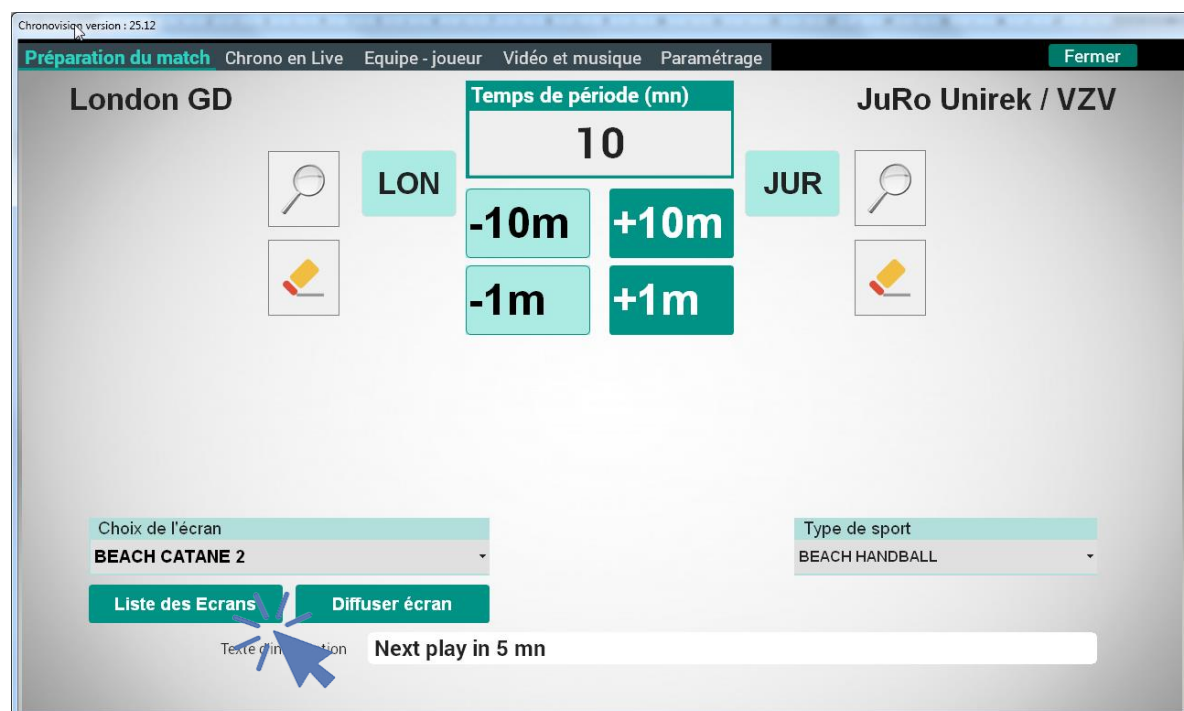 Chronovision version : 25.12
Préparation du match Chrono en Live Equipe - joueur Vidéo et musique Paramétrage Fermer
London GD Temps de période (mn) JuRo Unirek / VZV
10
LON JUR
-10m +10m
-1m +1m
Choix de l'écran Type de sport
BEACH CATANE 2 BEACH HANDBALL
Liste des Ecrans Diffuser écran
Texte Next play in 5 mn